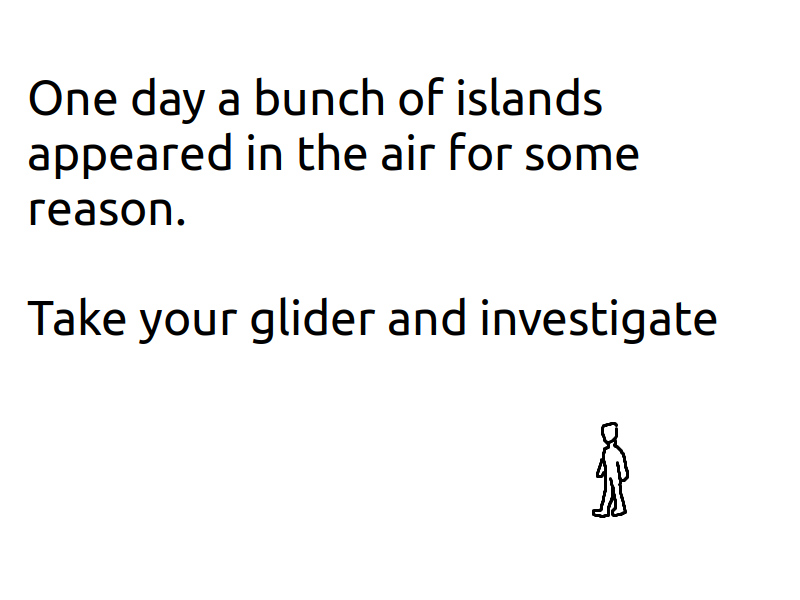 One day a bunch of islands
appeared in the air for some
reason.
Take your glider and investigate